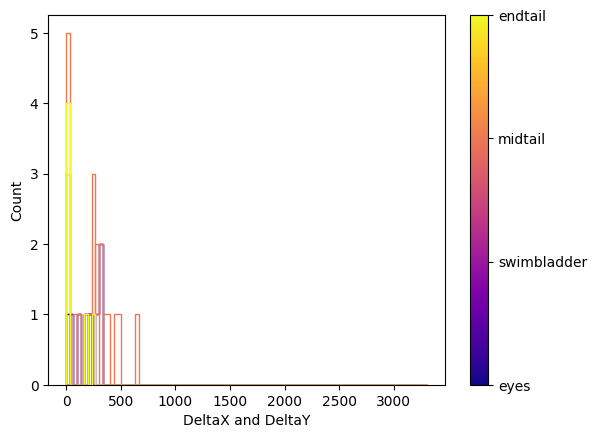 5
4
3
2
1
0
Count
0 500 1000 1500 2000 2500 3000
DeltaX and DeltaY
endtail
midtail
swimbladder
eyes